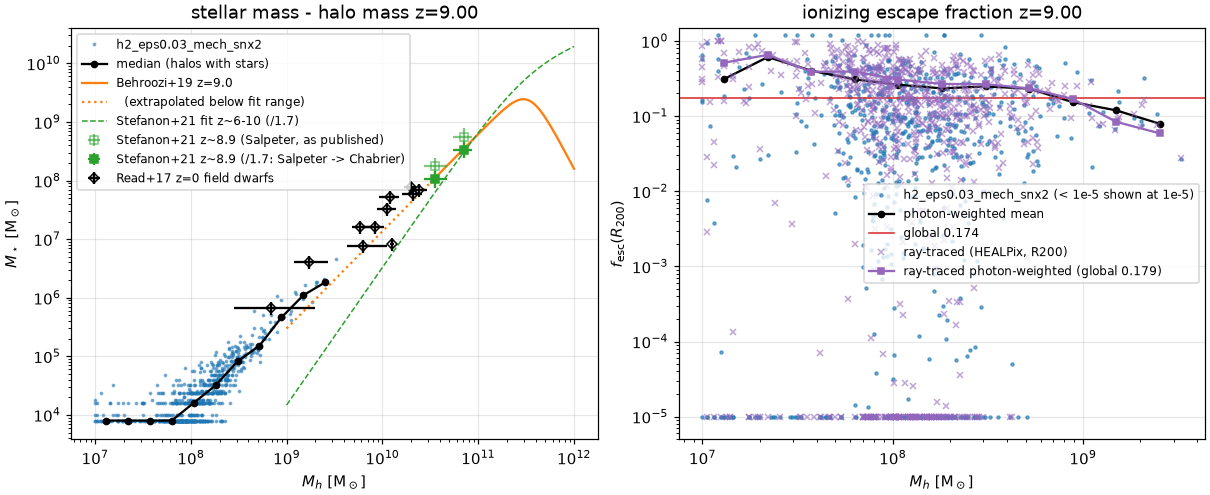 stellar mass - halo mass z=9.00
h2_eps0.03_mech_snx2
median (halos with stars)
Behroozi+19 z=9.0
(extrapolated below fit range)
Stefanon+21 fit z~6-10 (/1.7)
Stefanon+21 z~8.9 (Salpeter, as published)
Stefanon+21 z~8.9 (/1.7: Salpeter -> Chabrier)
Read+17 z=0 field dwarfs
M⋆ [M⊙]
10^10
10^9
10^8
10^7
10^6
10^5
10^4
10^7 10^8 10^9 10^10 10^11 10^12
M_h [M⊙]
ionizing escape fraction z=9.00
h2_eps0.03_mech_snx2 (< 1e-5 shown at 1e-5)
photon-weighted mean
global 0.174
ray-traced (HEALPix, R200)
ray-traced photon-weighted (global 0.179)
f_esc(R_200)
10^0
10^-1
10^-2
10^-3
10^-4
10^-5
10^7 10^8 10^9
M_h [M⊙]